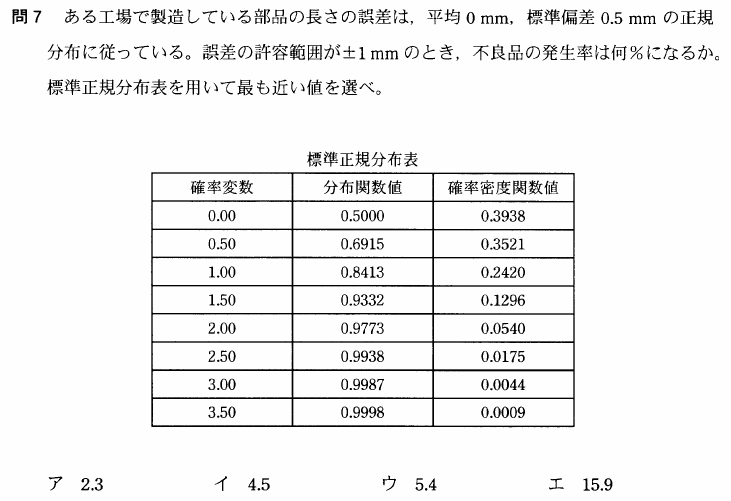 問7 ある工場で製造している部品の長さの誤差は，平均 0 mm，標準偏差 0.5 mm の正規
分布に従っている。誤差の許容範囲が±1 mm のとき，不良品の発生率は何％になるか。
標準正規分布表を用いて最も近い値を選べ。
標準正規分布表
確率変数 分布関数値 確率密度関数値
0.00 0.5000 0.3938
0.50 0.6915 0.3521
1.00 0.8413 0.2420
1.50 0.9332 0.1296
2.00 0.9773 0.0540
2.50 0.9938 0.0175
3.00 0.9987 0.0044
3.50 0.9998 0.0009
ア 2.3 イ 4.5 ウ 5.4 エ 15.9